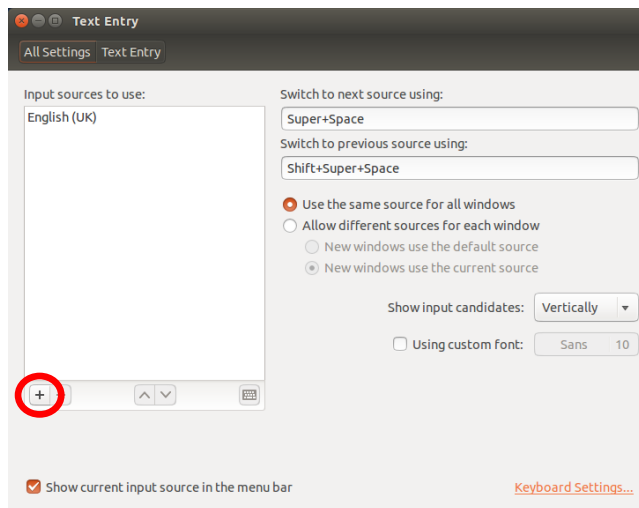 Text Entry
All Settings Text Entry
Input sources to use:
English (UK)
Switch to next source using:
Super+Space
Switch to previous source using:
Shift+Super+Space
Use the same source for all windows
Allow different sources for each window
New windows use the default source
New windows use the current source
Show input candidates: Vertically
Using custom font: Sans 10
Show current input source in the menu bar
Keyboard Settings...